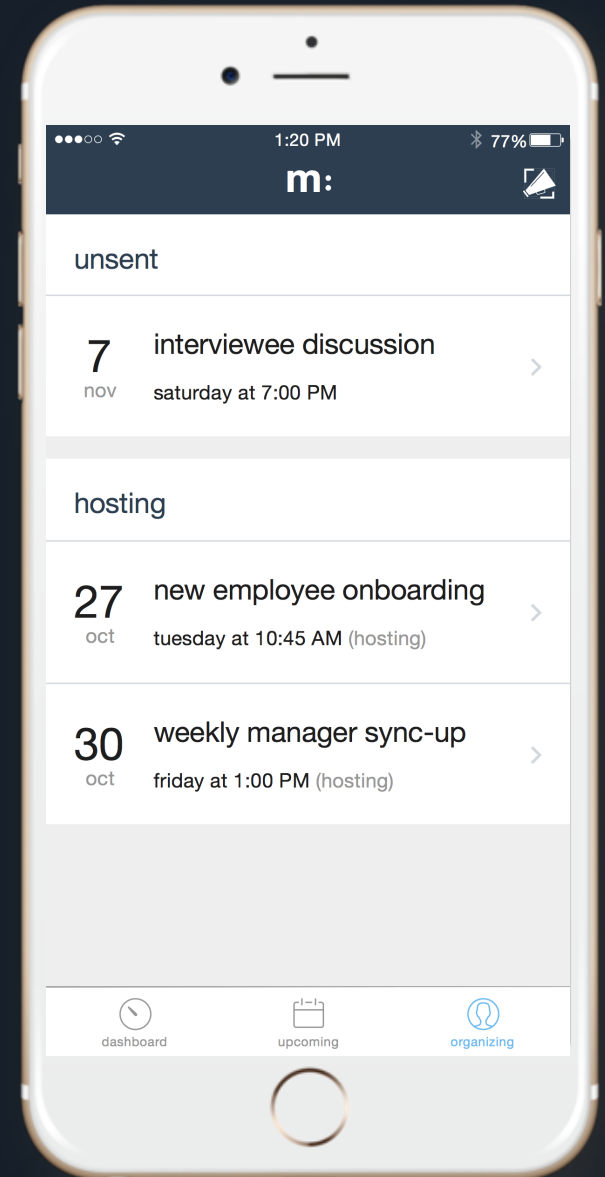 1:20 PM
77%
m:
unsent
7
nov
interviewee discussion
saturday at 7:00 PM
hosting
27
oct
new employee onboarding
tuesday at 10:45 AM (hosting)
30
oct
weekly manager sync-up
friday at 1:00 PM (hosting)
dashboard
upcoming
organizing